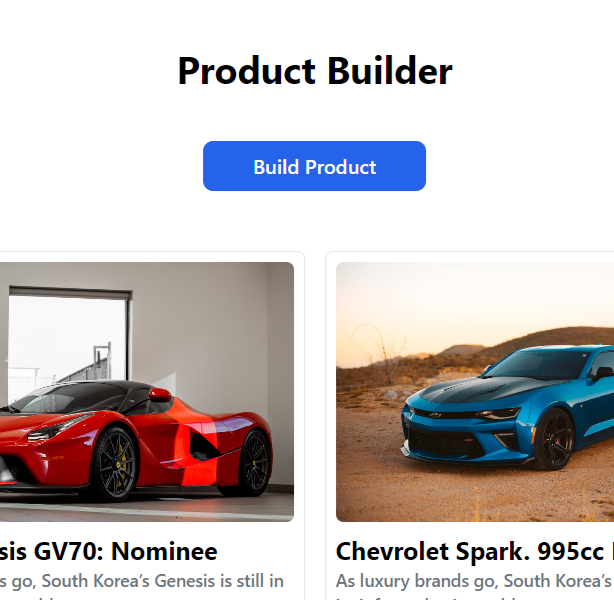 Product Builder
Build Product
sis GV70: Nominee
s go, South Korea's Genesis is still in
Chevrolet Spark. 995cc
As luxury brands go, South Korea's